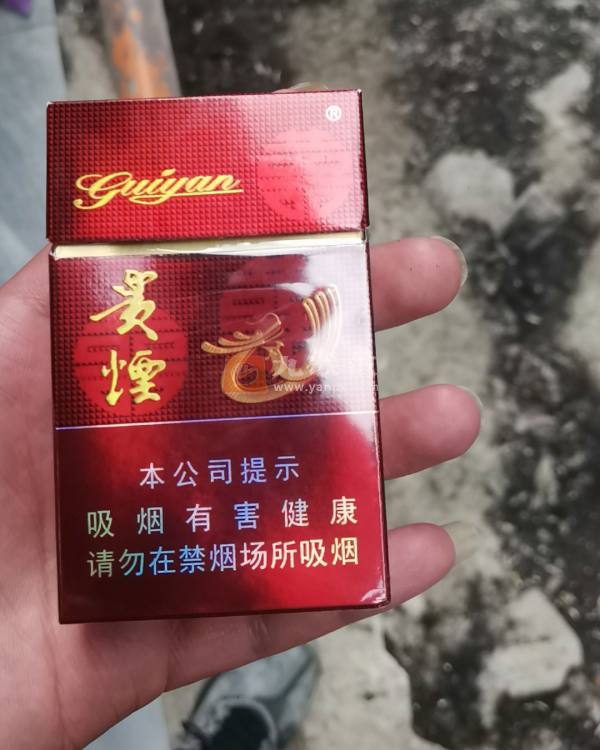 ®
Guiyan
贵
煙
本公司提示
吸烟有害健康
请勿在禁烟场所吸烟